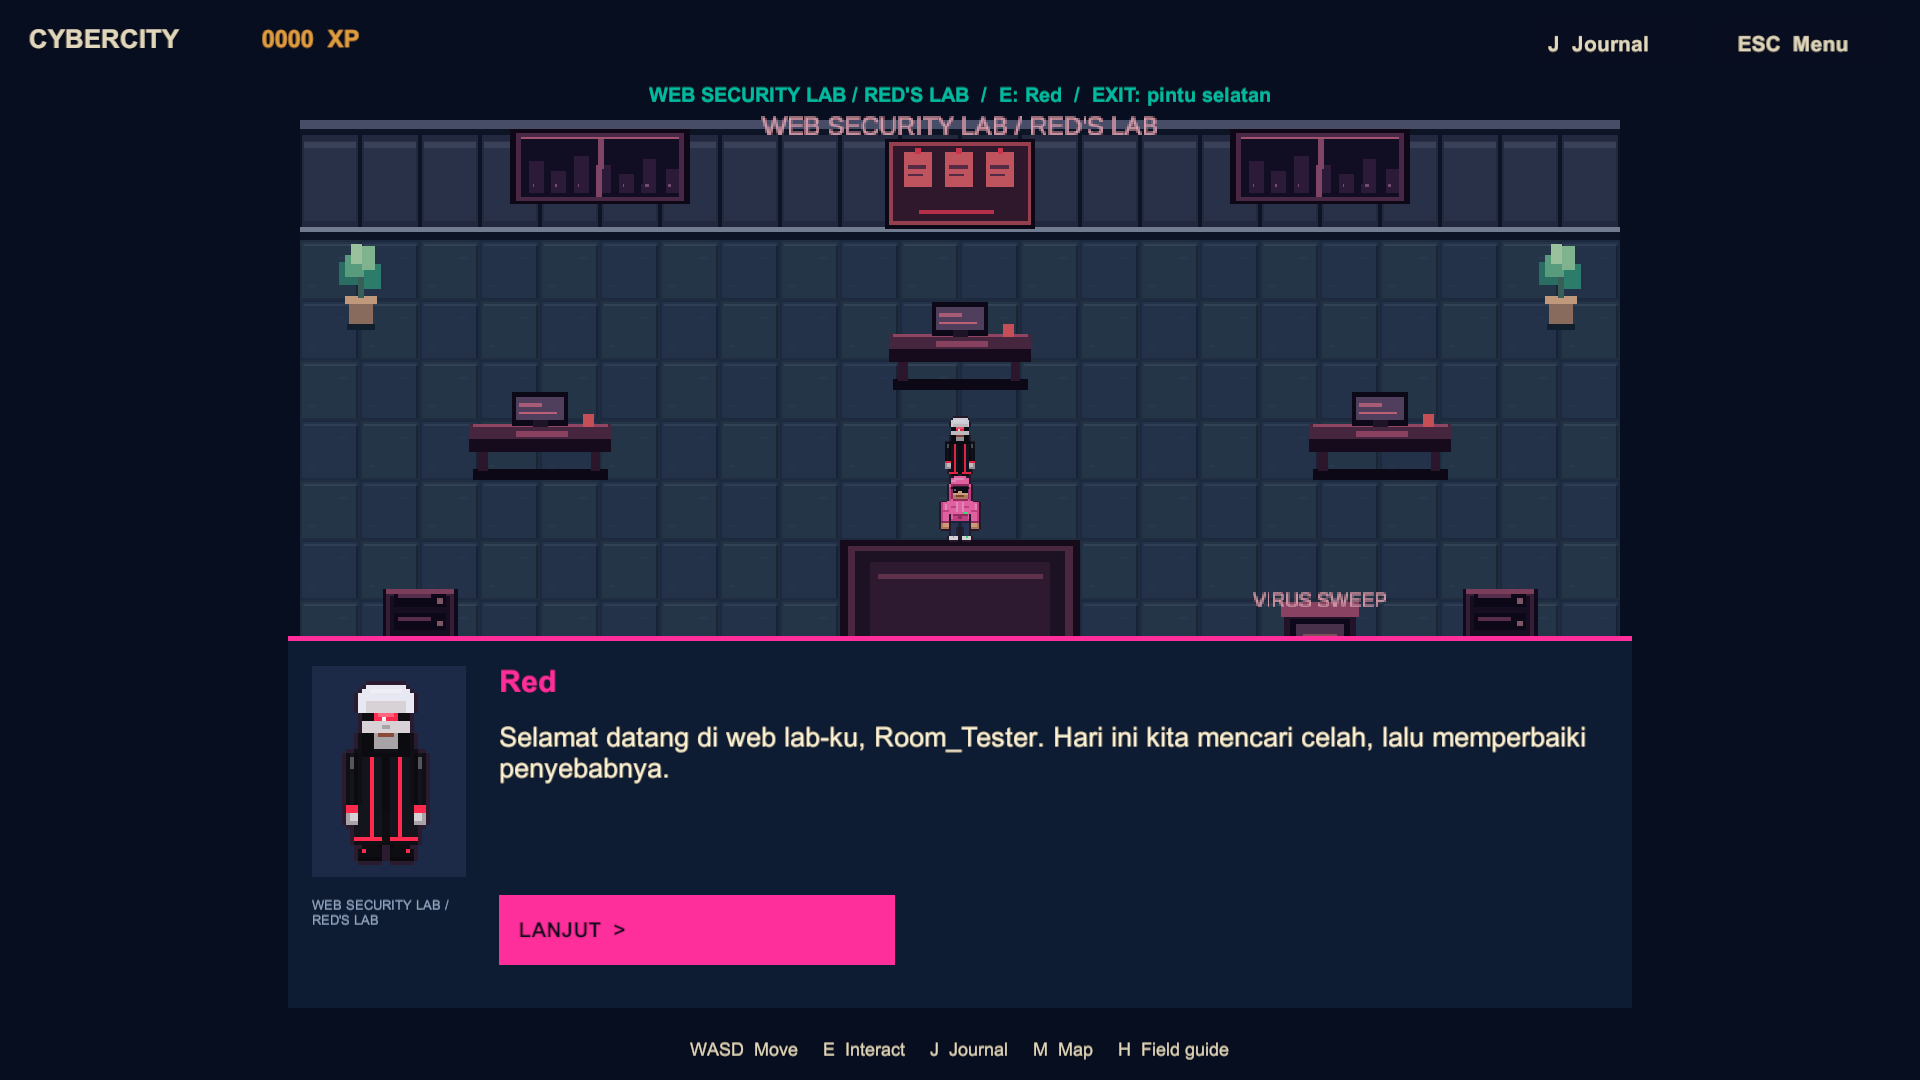 CYBERCITY 0000 XP J Journal ESC Menu
WEB SECURITY LAB / RED'S LAB / E: Red / EXIT: pintu selatan
WEB SECURITY LAB / RED'S LAB
VIRUS SWEEP
Red
Selamat datang di web lab-ku, Room_Tester. Hari ini kita mencari celah, lalu memperbaiki
penyebabnya.
WEB SECURITY LAB /
RED'S LAB
LANJUT >
WASD Move E Interact J Journal M Map H Field guide